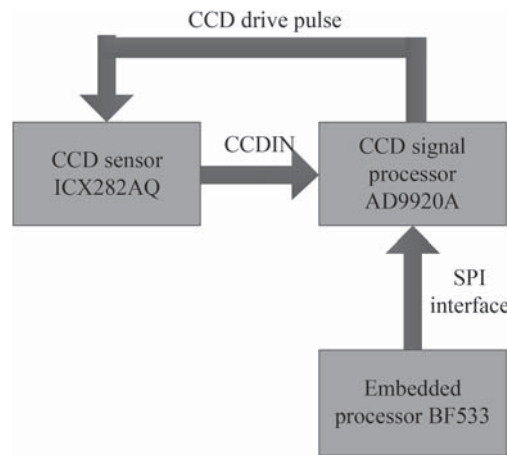 CCD drive pulse
CCD sensor
ICX282AQ
CCDIN
CCD signal
processor
AD9920A
SPI
interface
Embedded
processor BF533